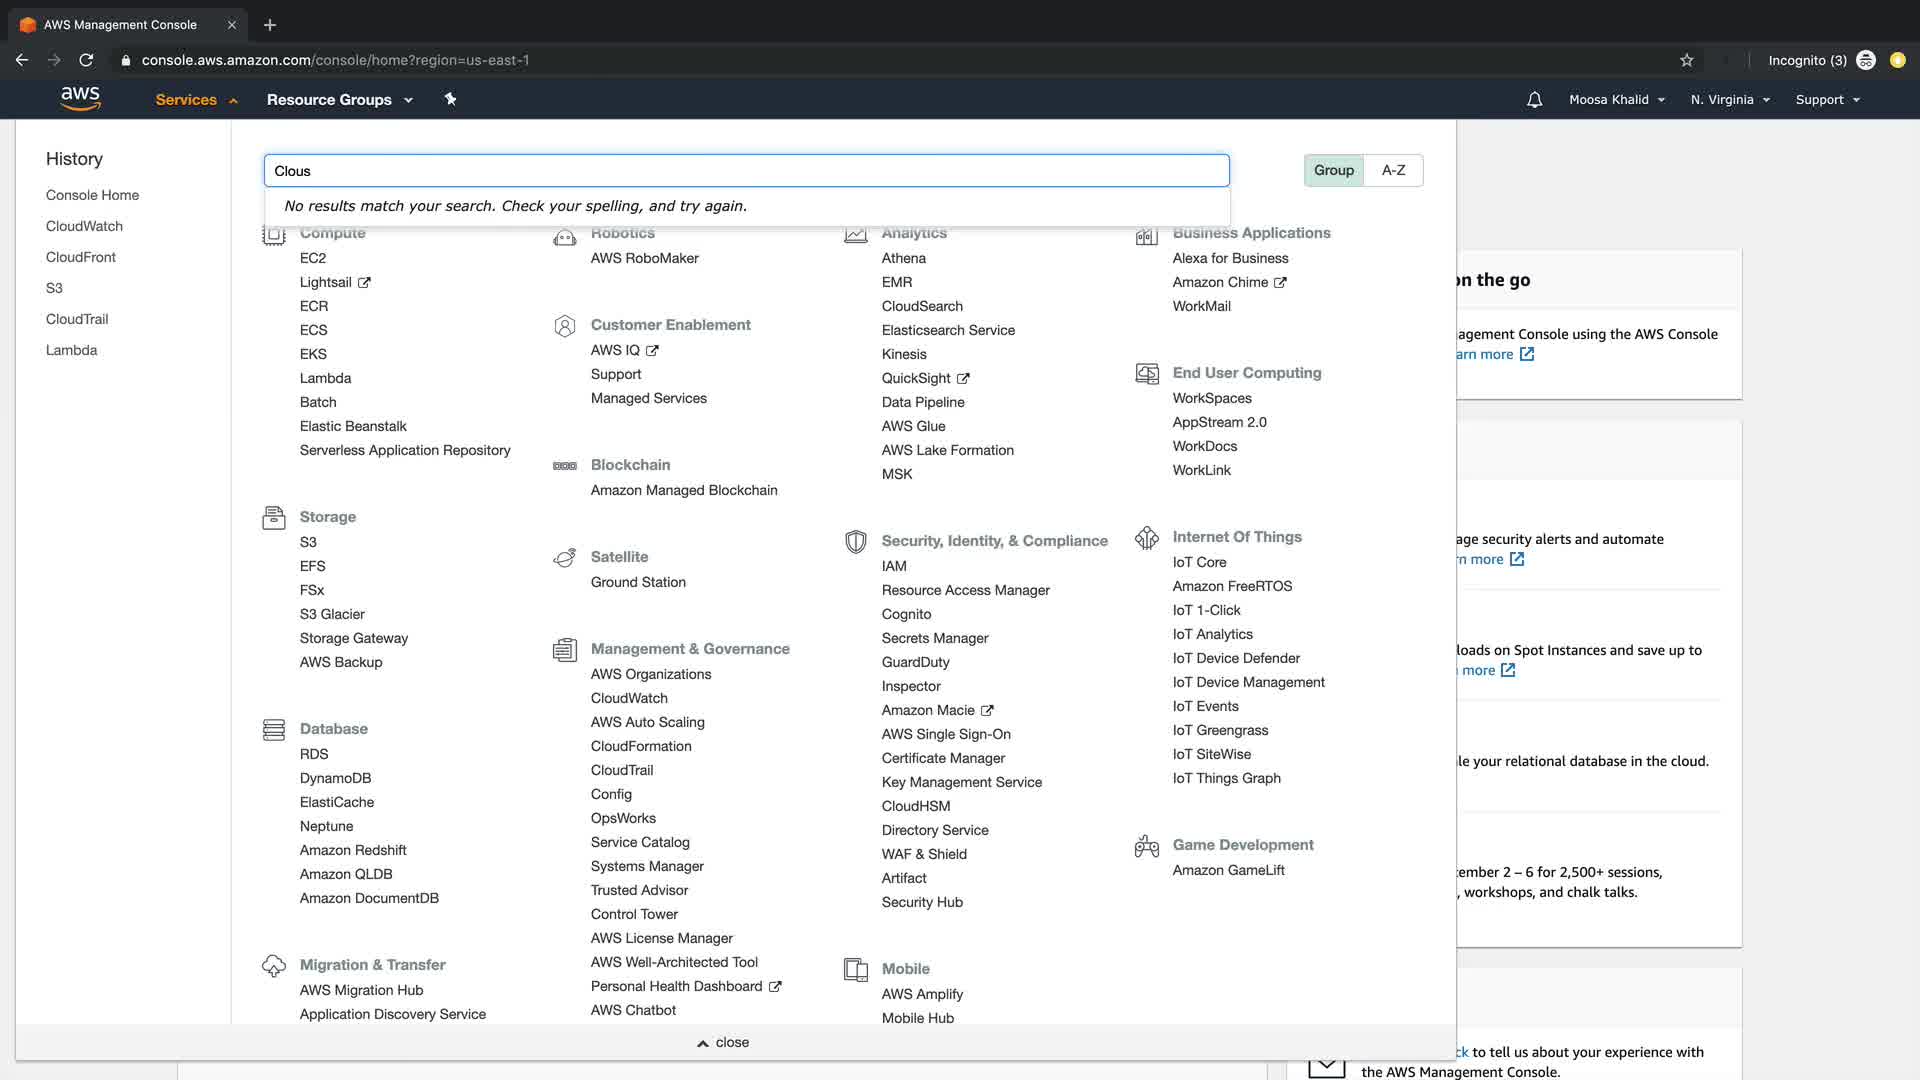 AWS Management Console
console.aws.amazon.com/console/home?region=us-east-1
Incognito (3)
aws
Services
Resource Groups
Moosa Khalid
N. Virginia
Support
History
Console Home
CloudWatch
CloudFront
S3
CloudTrail
Lambda
Clous
Group
A-Z
No results match your search. Check your spelling, and try again.
Compute
EC2
Lightsail
ECR
ECS
EKS
Lambda
Batch
Elastic Beanstalk
Serverless Application Repository
Storage
S3
EFS
FSx
S3 Glacier
Storage Gateway
AWS Backup
Database
RDS
DynamoDB
ElastiCache
Neptune
Amazon Redshift
Amazon QLDB
Amazon DocumentDB
Migration & Transfer
AWS Migration Hub
Application Discovery Service
Robotics
AWS RoboMaker
Customer Enablement
AWS IQ
Support
Managed Services
Blockchain
Amazon Managed Blockchain
Satellite
Ground Station
Management & Governance
AWS Organizations
CloudWatch
AWS Auto Scaling
CloudFormation
CloudTrail
Config
OpsWorks
Service Catalog
Systems Manager
Trusted Advisor
Control Tower
AWS License Manager
AWS Well-Architected Tool
Personal Health Dashboard
AWS Chatbot
Analytics
Athena
EMR
CloudSearch
Elasticsearch Service
Kinesis
QuickSight
Data Pipeline
AWS Glue
AWS Lake Formation
MSK
Security, Identity, & Compliance
IAM
Resource Access Manager
Cognito
Secrets Manager
GuardDuty
Inspector
Amazon Macie
AWS Single Sign-On
Certificate Manager
Key Management Service
CloudHSM
Directory Service
WAF & Shield
Artifact
Security Hub
Mobile
AWS Amplify
Mobile Hub
Business Applications
Alexa for Business
Amazon Chime
WorkMail
End User Computing
WorkSpaces
AppStream 2.0
WorkDocs
WorkLink
Internet Of Things
IoT Core
Amazon FreeRTOS
IoT 1-Click
IoT Analytics
IoT Device Defender
IoT Device Management
IoT Events
IoT Greengrass
IoT SiteWise
IoT Things Graph
Game Development
Amazon GameLift
close
on the go
agement Console using the AWS Console
arn more
age security alerts and automate
rn more
loads on Spot Instances and save up to
more
le your relational database in the cloud.
ember 2 – 6 for 2,500+ sessions,
, workshops, and chalk talks.
ck to tell us about your experience with
the AWS Management Console.